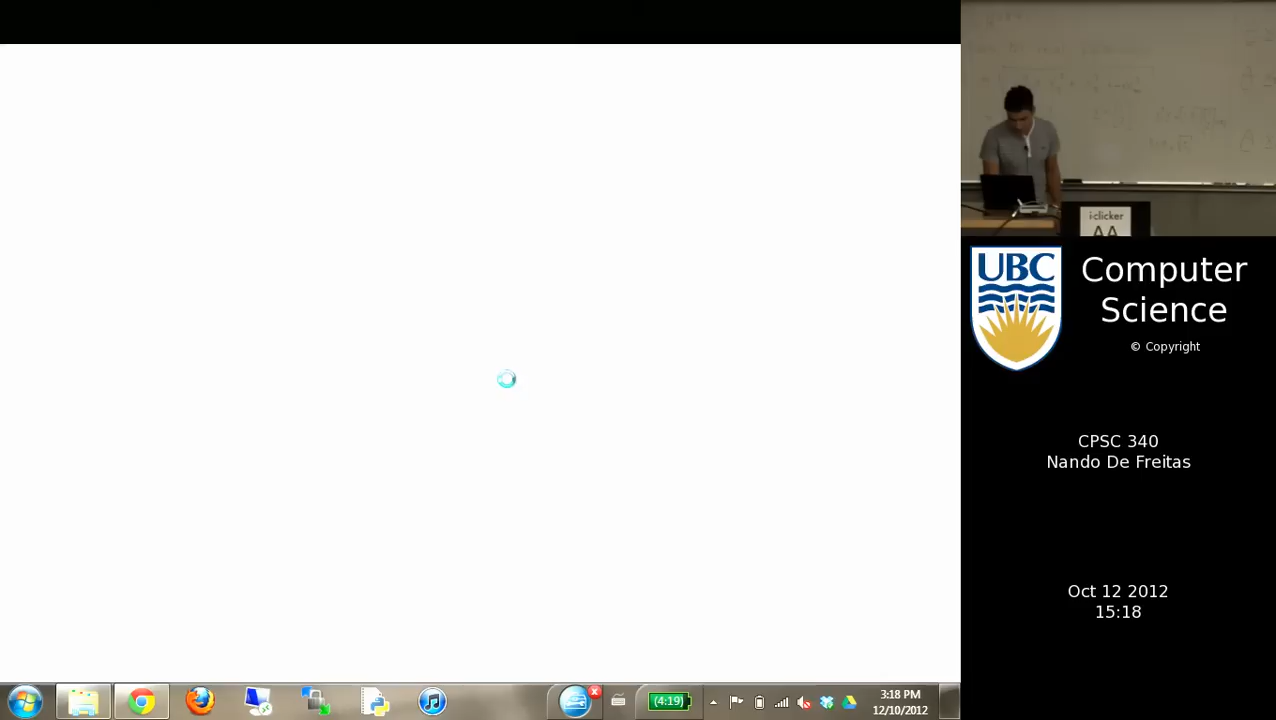 i-clicker
AA
UBC
Computer
Science
© Copyright
CPSC 340
Nando De Freitas
Oct 12 2012
15:18
(4:19)
3:18 PM
12/10/2012